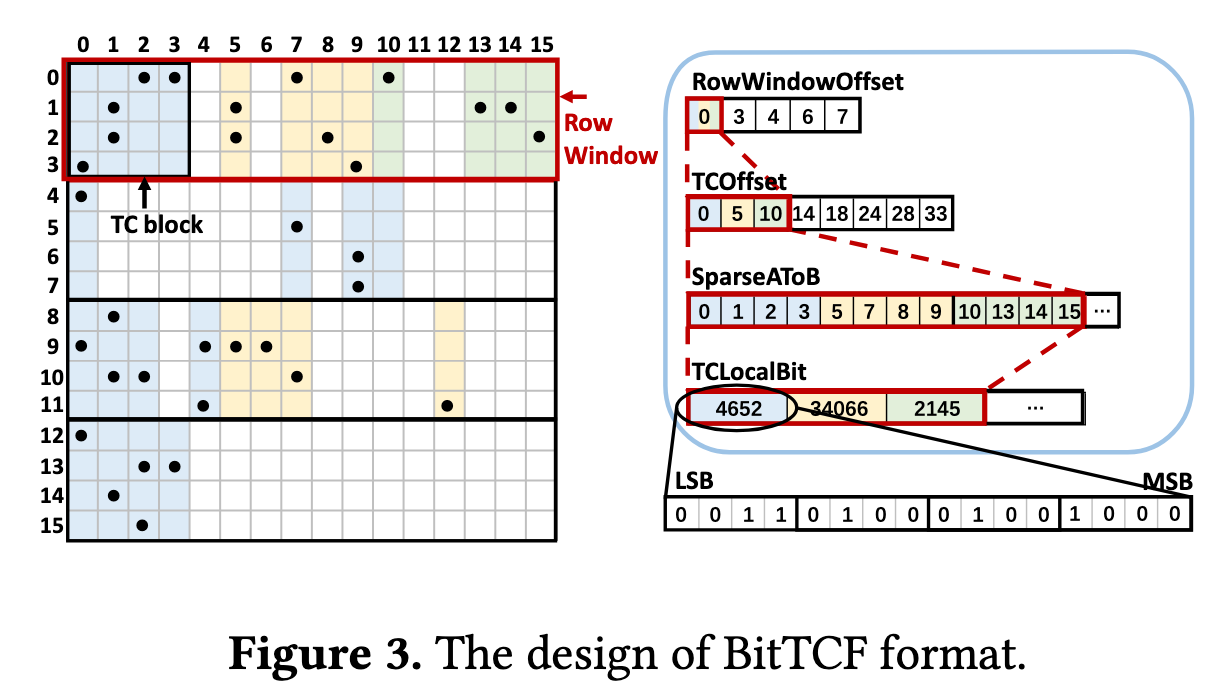 0 1 2 3 4 5 6 7 8 9 10 11 12 13 14 15
0
1
2
3
4
5
6
7
8
9
10
11
12
13
14
15
Row
Window
TC block
RowWindowOffset
0 3 4 6 7
TCOffset
0 5 10 14 18 24 28 33
SparseAToB
0 1 2 3 5 7 8 9 10 13 14 15 ...
TCLocalBit
4652 34066 2145 ...
LSB MSB
0 0 1 1 0 1 0 0 0 1 0 0 1 0 0 0
Figure 3. The design of BitTCF format.